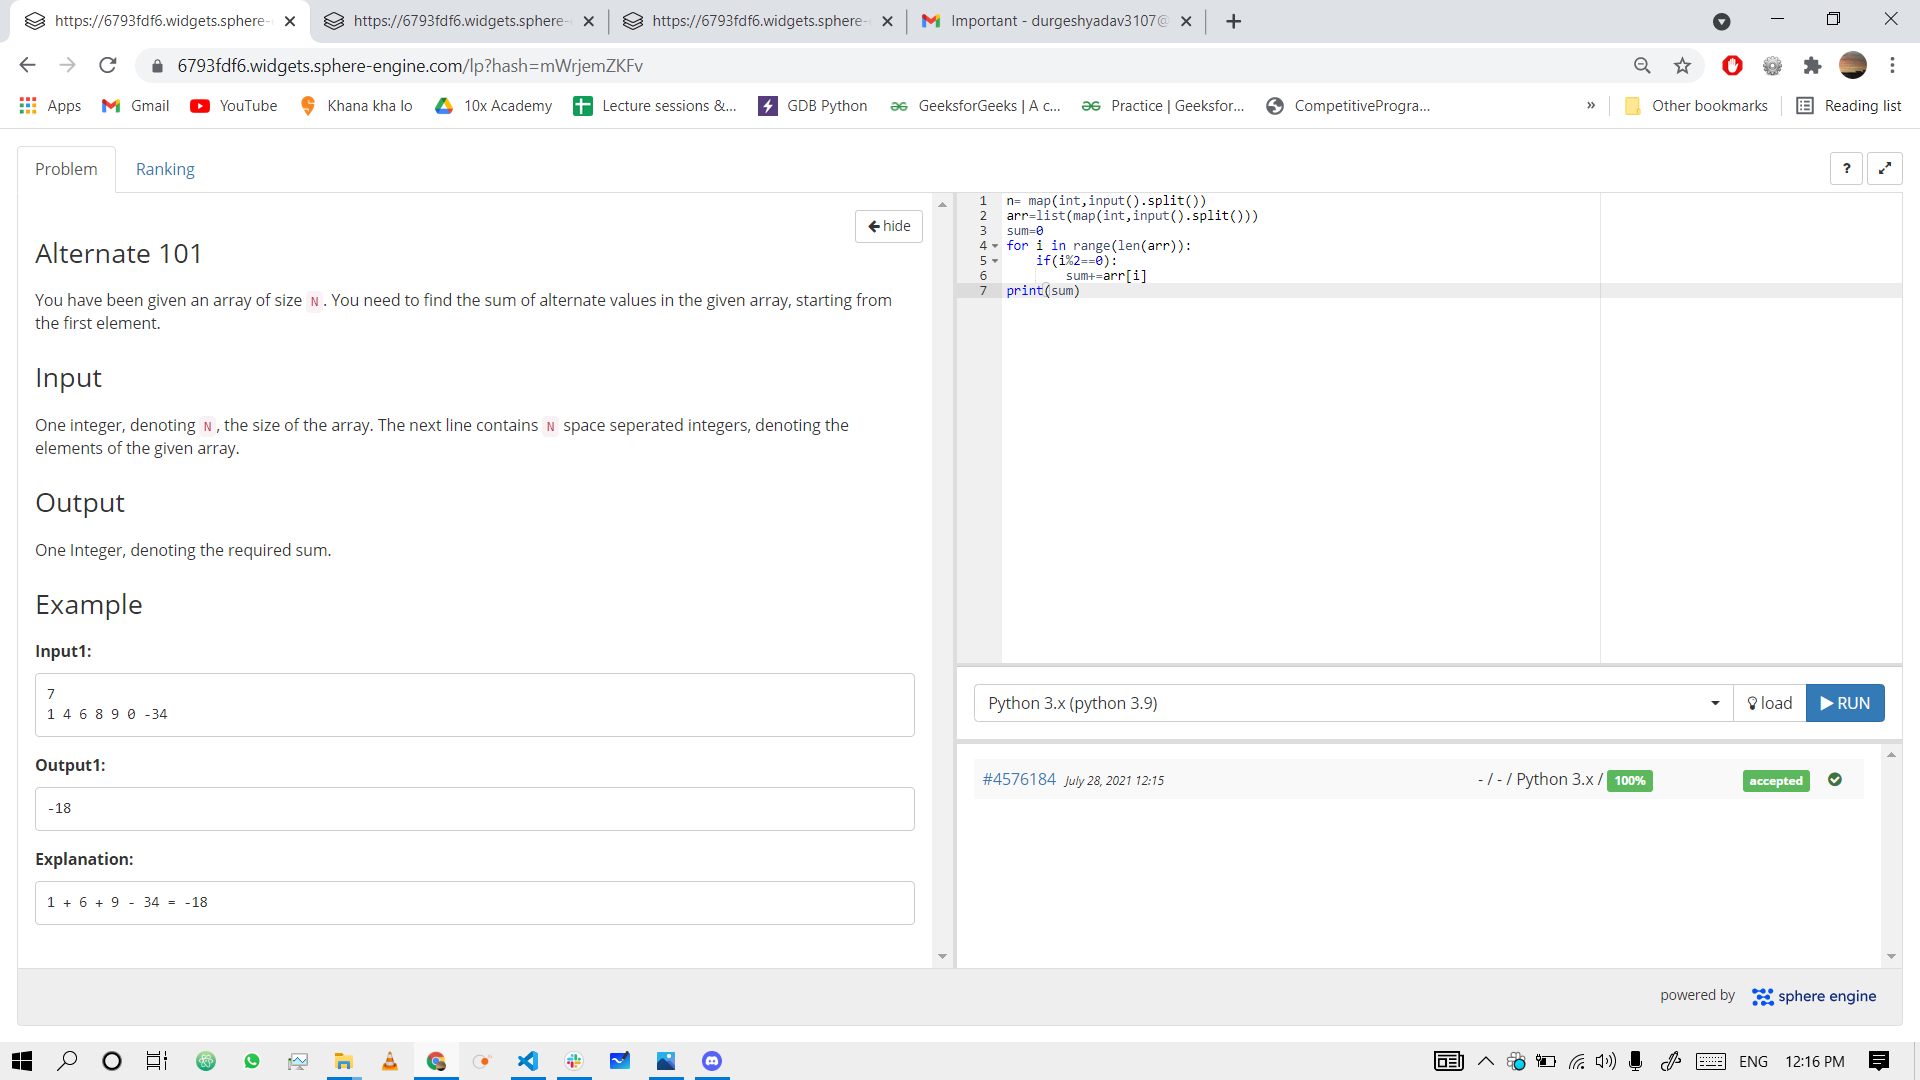 https://6793fdf6.widgets.sphere-
https://6793fdf6.widgets.sphere-
https://6793fdf6.widgets.sphere-
Important - durgeshyadav3107@
6793fdf6.widgets.sphere-engine.com/lp?hash=mWrjemZKFv
Apps
Gmail
YouTube
Khana kha lo
10x Academy
Lecture sessions &...
GDB Python
GeeksforGeeks | A c...
Practice | Geeksfor...
CompetitiveProgra… 
»
Other bookmarks
Reading list
Problem
Ranking
?
hide
Alternate 101
You have been given an array of size N . You need to find the sum of alternate values in the given array, starting from
the first element.
Input
One integer, denoting N , the size of the array. The next line contains N space seperated integers, denoting the
elements of the given array.
Output
One Integer, denoting the required sum.
Example
Input1:
7
1 4 6 8 9 0 -34
Output1:
-18
Explanation:
1 + 6 + 9 - 34 = -18
1 n= map(int,input().split())
2 arr=list(map(int,input().split()))
3 sum=0
4 for i in range(len(arr)):
5 if(i%2==0):
6 sum+=arr[i]
7 print(sum)
Python 3.x (python 3.9)
load
RUN
#4576184 July 28, 2021 12:15
- / - / Python 3.x / 100%
accepted
powered by sphere engine
ENG
12:16 PM